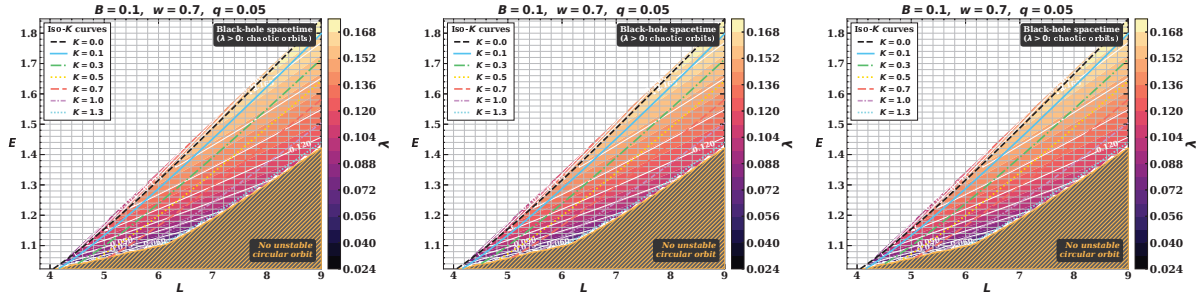 B = 0.1, w = 0.7, q = 0.05
Iso-K curves
K = 0.0
K = 0.1
K = 0.3
K = 0.5
K = 0.7
K = 1.0
K = 1.3
Black-hole spacetime
(λ > 0: chaotic orbits)
No unstable
circular orbit
0.120
E
1.8
1.7
1.6
1.5
1.4
1.3
1.2
1.1
4 5 6 7 8 9
L
0.168
0.152
0.136
0.120
0.104
0.088
0.072
0.056
0.040
0.024
λ
B = 0.1, w = 0.7, q = 0.05
Iso-K curves
K = 0.0
K = 0.1
K = 0.3
K = 0.5
K = 0.7
K = 1.0
K = 1.3
Black-hole spacetime
(λ > 0: chaotic orbits)
No unstable
circular orbit
0.120
E
1.8
1.7
1.6
1.5
1.4
1.3
1.2
1.1
4 5 6 7 8 9
L
0.168
0.152
0.136
0.120
0.104
0.088
0.072
0.056
0.040
0.024
λ
B = 0.1, w = 0.7, q = 0.05
Iso-K curves
K = 0.0
K = 0.1
K = 0.3
K = 0.5
K = 0.7
K = 1.0
K = 1.3
Black-hole spacetime
(λ > 0: chaotic orbits)
No unstable
circular orbit
0.120
E
1.8
1.7
1.6
1.5
1.4
1.3
1.2
1.1
4 5 6 7 8 9
L
0.168
0.152
0.136
0.120
0.104
0.088
0.072
0.056
0.040
0.024
λ